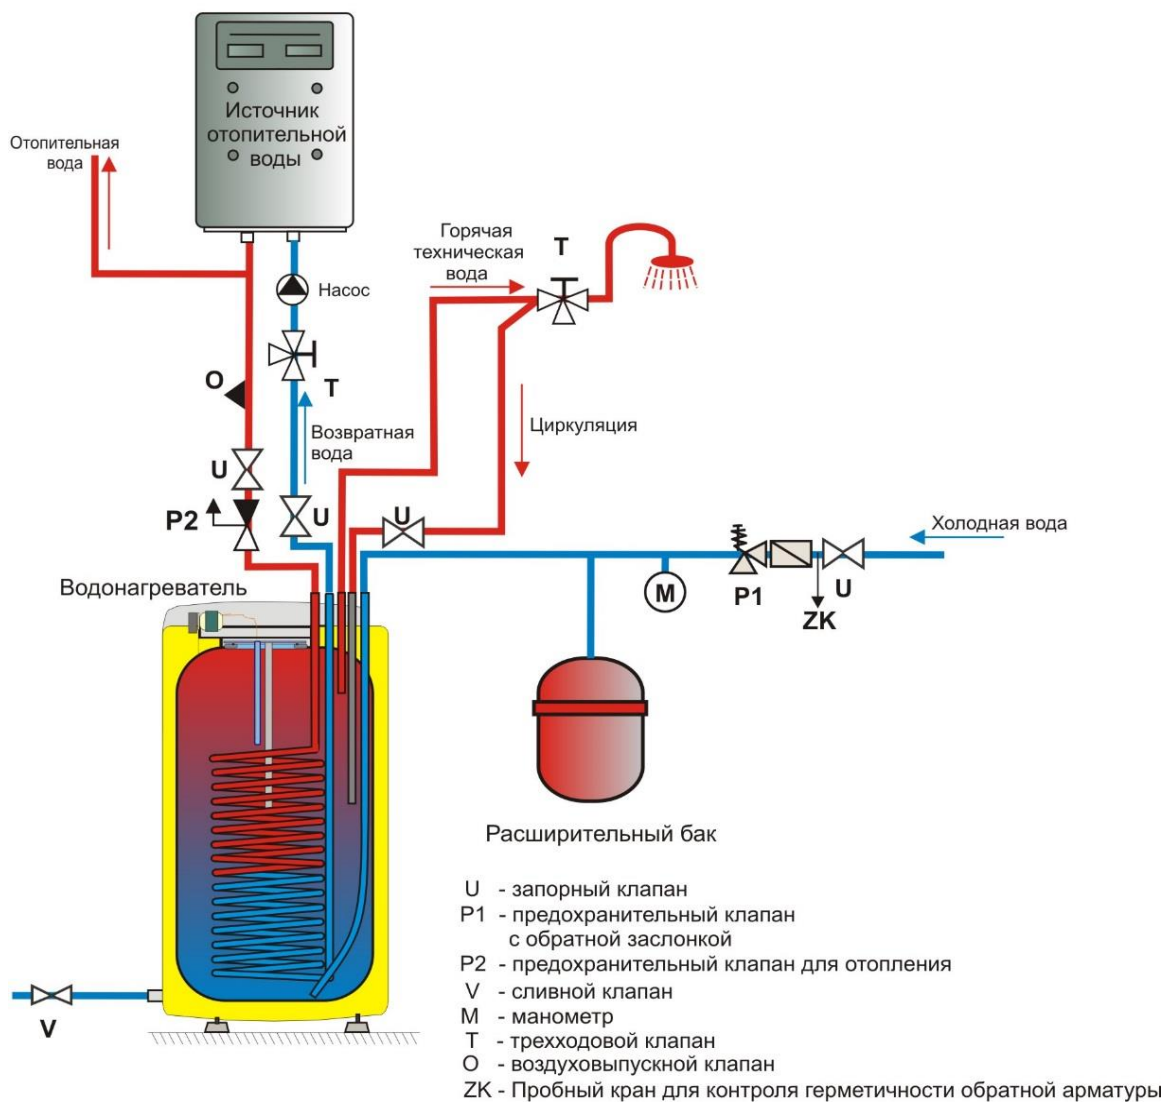 Источник
отопительной
воды
Отопительная
вода
Горячая
техническая
вода
T
Насос
O
T
Циркуляция
Возвратная
вода
U
P2
U
U
Холодная вода
M
P1
U
ZK
Водонагреватель
Расширительный бак
V
U - запорный клапан
P1 - предохранительный клапан
с обратной заслонкой
P2 - предохранительный клапан для отопления
V - сливной клапан
M - манометр
T - трехходовой клапан
O - воздуховыпускной клапан
ZK - Пробный кран для контроля герметичности обратной арматуры